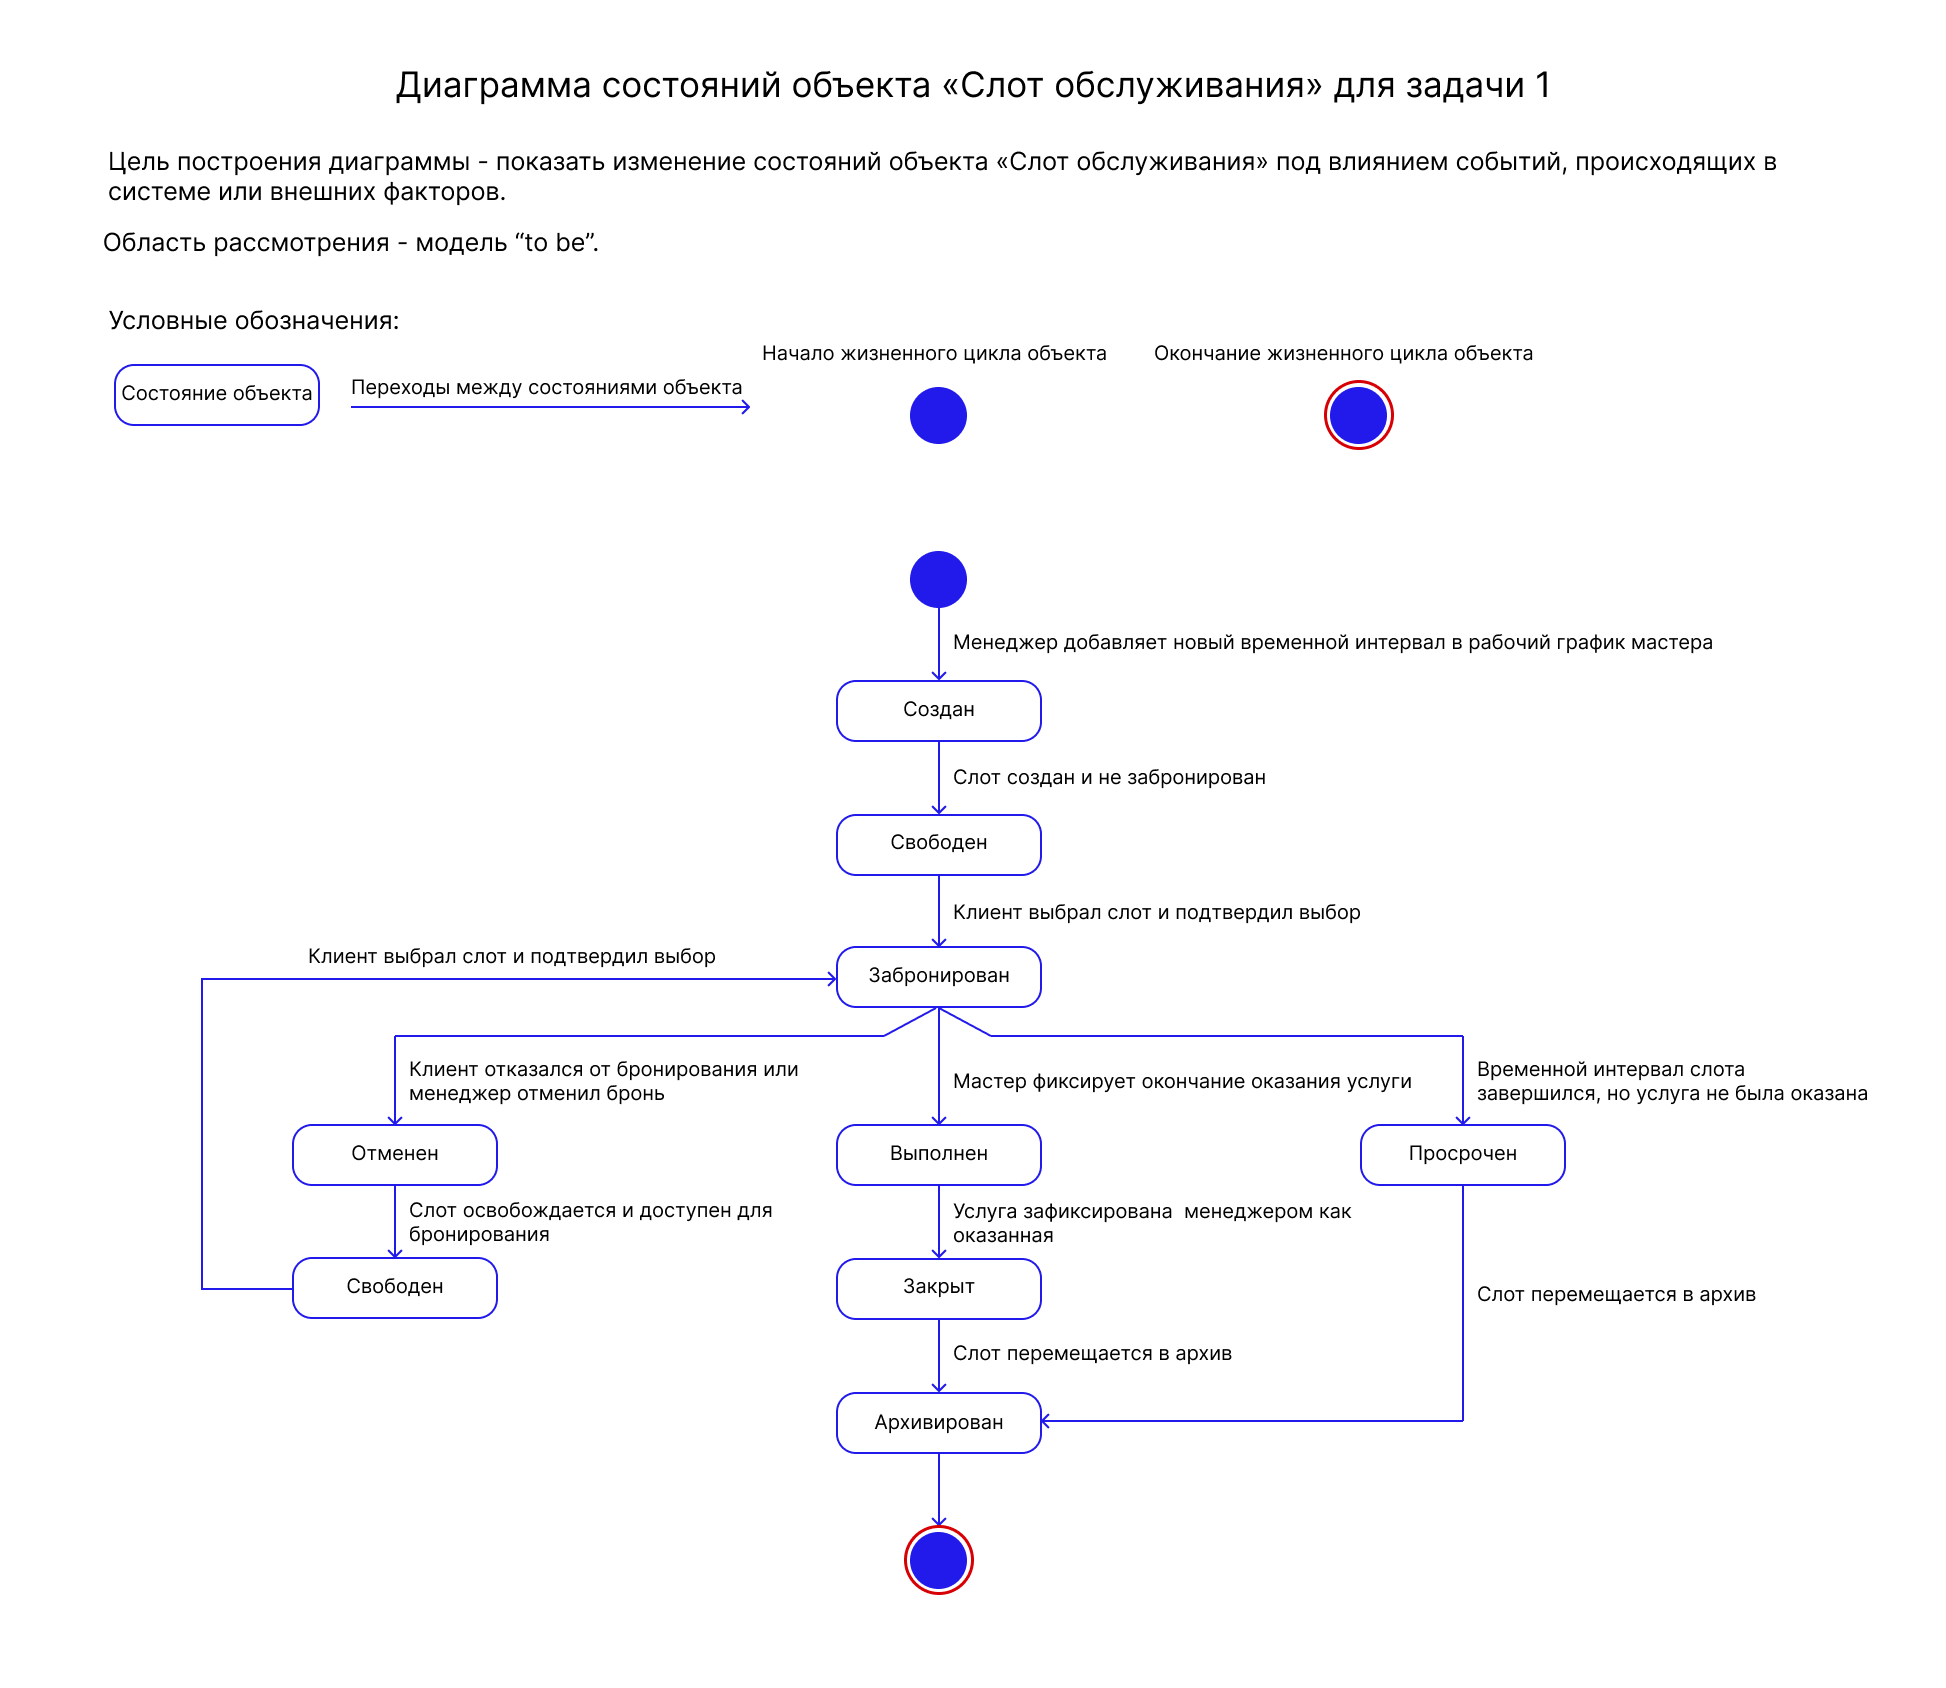 Диаграмма состояний объекта «Слот обслуживания» для задачи 1
Цель построения диаграммы - показать изменение состояний объекта «Слот обслуживания» под влиянием событий, происходящих в
системе или внешних факторов.
Область рассмотрения - модель “to be”.
Условные обозначения:
Состояние объекта
Переходы между состояниями объекта
Начало жизненного цикла объекта
Окончание жизненного цикла объекта
Менеджер добавляет новый временной интервал в рабочий график мастера
Создан
Слот создан и не забронирован
Свободен
Клиент выбрал слот и подтвердил выбор
Клиент выбрал слот и подтвердил выбор
Забронирован
Клиент отказался от бронирования или
менеджер отменил бронь
Мастер фиксирует окончание оказания услуги
Временной интервал слота
завершился, но услуга не была оказана
Отменен
Выполнен
Просрочен
Слот освобождается и доступен для
бронирования
Услуга зафиксирована  менеджером как
оказанная
Свободен
Закрыт
Слот перемещается в архив
Слот перемещается в архив
Архивирован